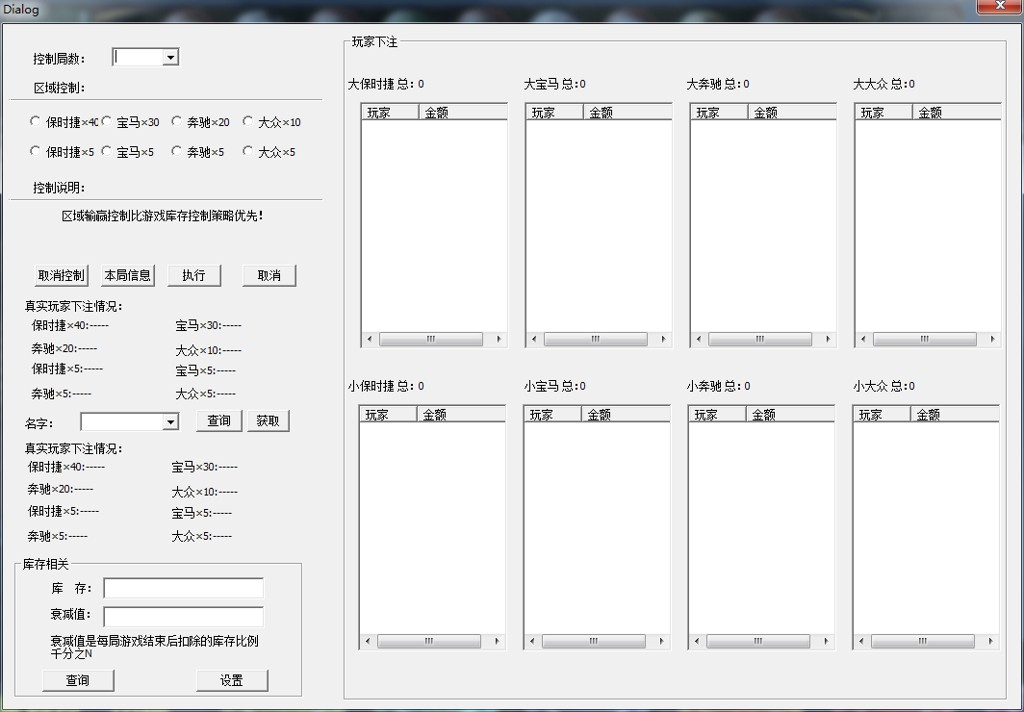 Dialog
控制局数：
区域控制：
保时捷×40 宝马×30 奔驰×20 大众×10
保时捷×5 宝马×5 奔驰×5 大众×5
控制说明：
区域输赢控制比游戏库存控制策略优先！
取消控制 本局信息 执行 取消
真实玩家下注情况：
保时捷×40:----- 宝马×30:-----
奔驰×20:----- 大众×10:-----
保时捷×5:----- 宝马×5:-----
奔驰×5:----- 大众×5:-----
名字： 查询 获取
真实玩家下注情况：
保时捷×40:----- 宝马×30:-----
奔驰×20:----- 大众×10:-----
保时捷×5:----- 宝马×5:-----
奔驰×5:----- 大众×5:-----
库存相关
库 存：
衰减值：
衰减值是每局游戏结束后扣除的库存比例
千分之N
查询 设置
玩家下注
大保时捷 总：0 大宝马 总:0 大奔驰 总：0 大大众 总:0
玩家 金额 玩家 金额 玩家 金额 玩家 金额
小保时捷 总：0 小宝马 总:0 小奔驰 总：0 小大众 总:0
玩家 金额 玩家 金额 玩家 金额 玩家 金额